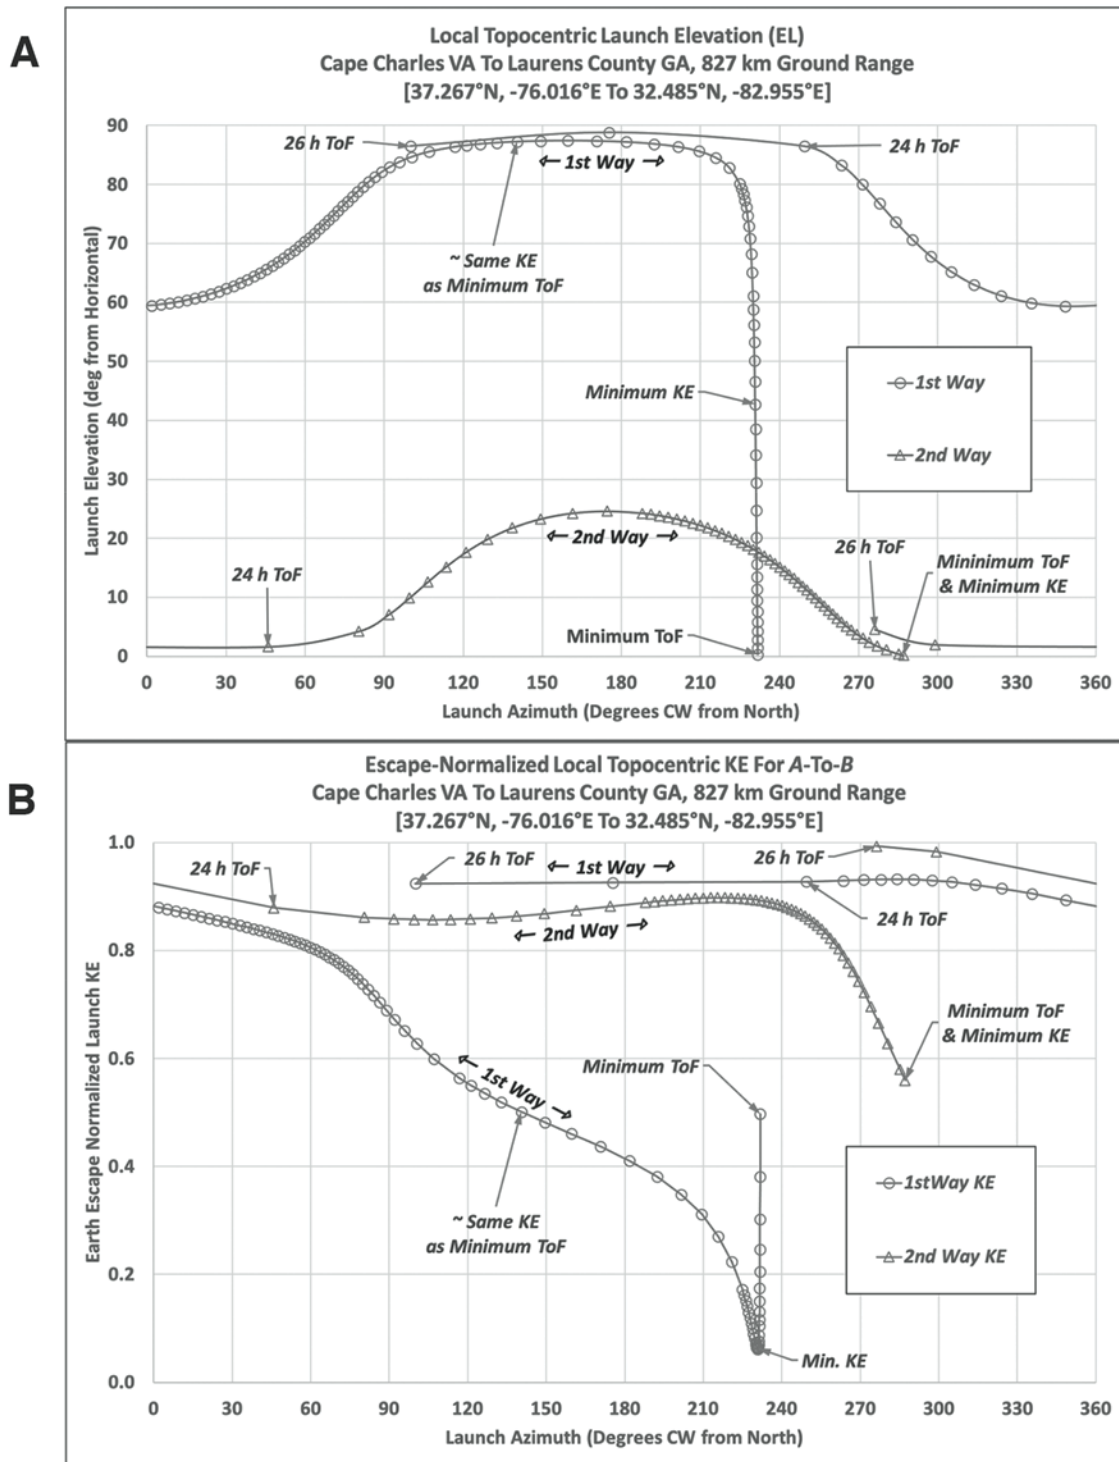 A
Local Topocentric Launch Elevation (EL)
Cape Charles VA To Laurens County GA, 827 km Ground Range
[37.267°N, -76.016°E To 32.485°N, -82.955°E]
Launch Elevation (deg from Horizontal)
90
80
70
60
50
40
30
20
10
0
26 h ToF
1st Way
24 h ToF
~ Same KE
as Minimum ToF
Minimum KE
1st Way
2nd Way
2nd Way
24 h ToF
26 h ToF
Mininimum ToF
& Minimum KE
Minimum ToF
0 30 60 90 120 150 180 210 240 270 300 330 360
Launch Azimuth (Degrees CW from North)
B
Escape-Normalized Local Topocentric KE For A-To-B
Cape Charles VA To Laurens County GA, 827 km Ground Range
[37.267°N, -76.016°E To 32.485°N, -82.955°E]
Earth Escape Normalized Launch KE
1.0
0.8
0.6
0.4
0.2
0.0
24 h ToF
26 h ToF
1st Way
26 h ToF
2nd Way
24 h ToF
1st Way
Minimum ToF
Minimum ToF
& Minimum KE
~ Same KE
as Minimum ToF
1stWay KE
2nd Way KE
Min. KE
0 30 60 90 120 150 180 210 240 270 300 330 360
Launch Azimuth (Degrees CW from North)